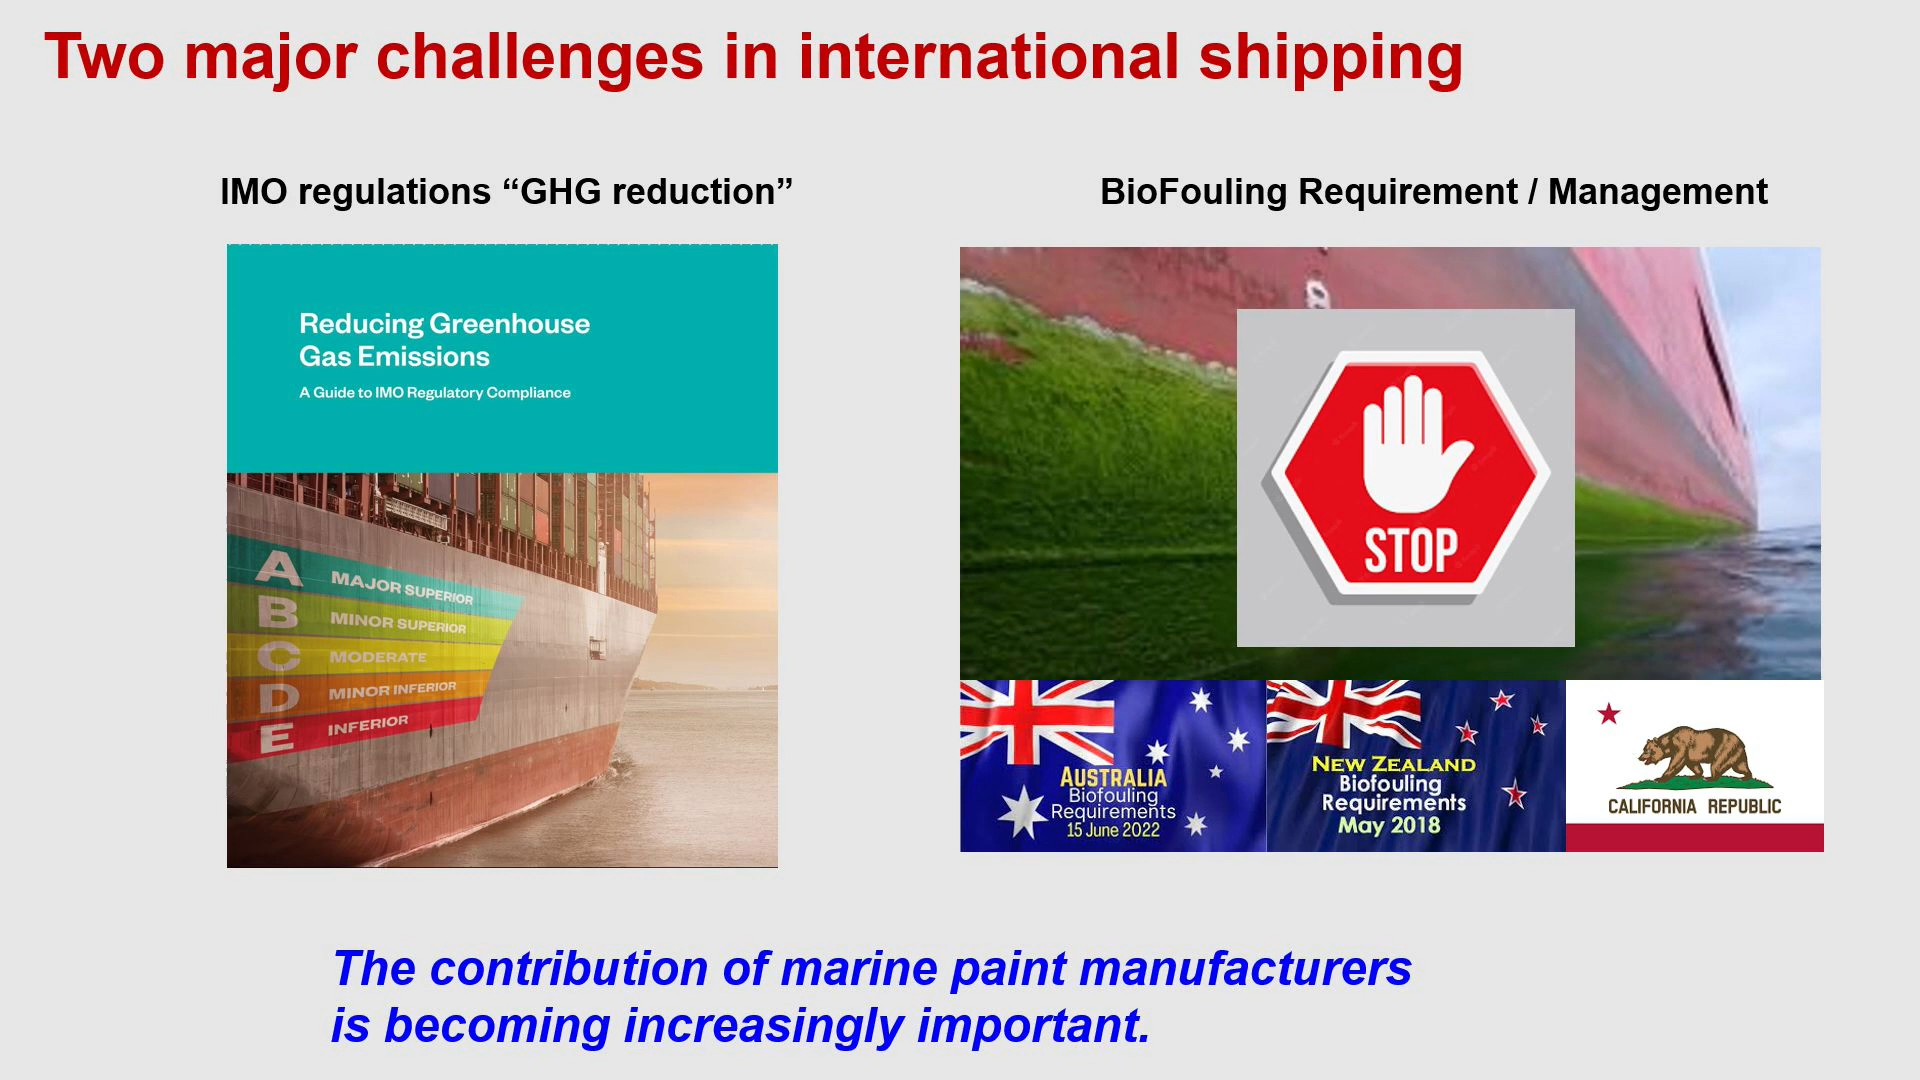 Two major challenges in international shipping
IMO regulations “GHG reduction”
Reducing Greenhouse
Gas Emissions
A Guide to IMO Regulatory Compliance
A MAJOR SUPERIOR
B MINOR SUPERIOR
C MODERATE
D MINOR INFERIOR
E INFERIOR
BioFouling Requirement / Management
STOP
AUSTRALIA
Biofouling
Requirements
15 June 2022
NEW ZEALAND
Biofouling
Requirements
May 2018
CALIFORNIA REPUBLIC
The contribution of marine paint manufacturers
is becoming increasingly important.